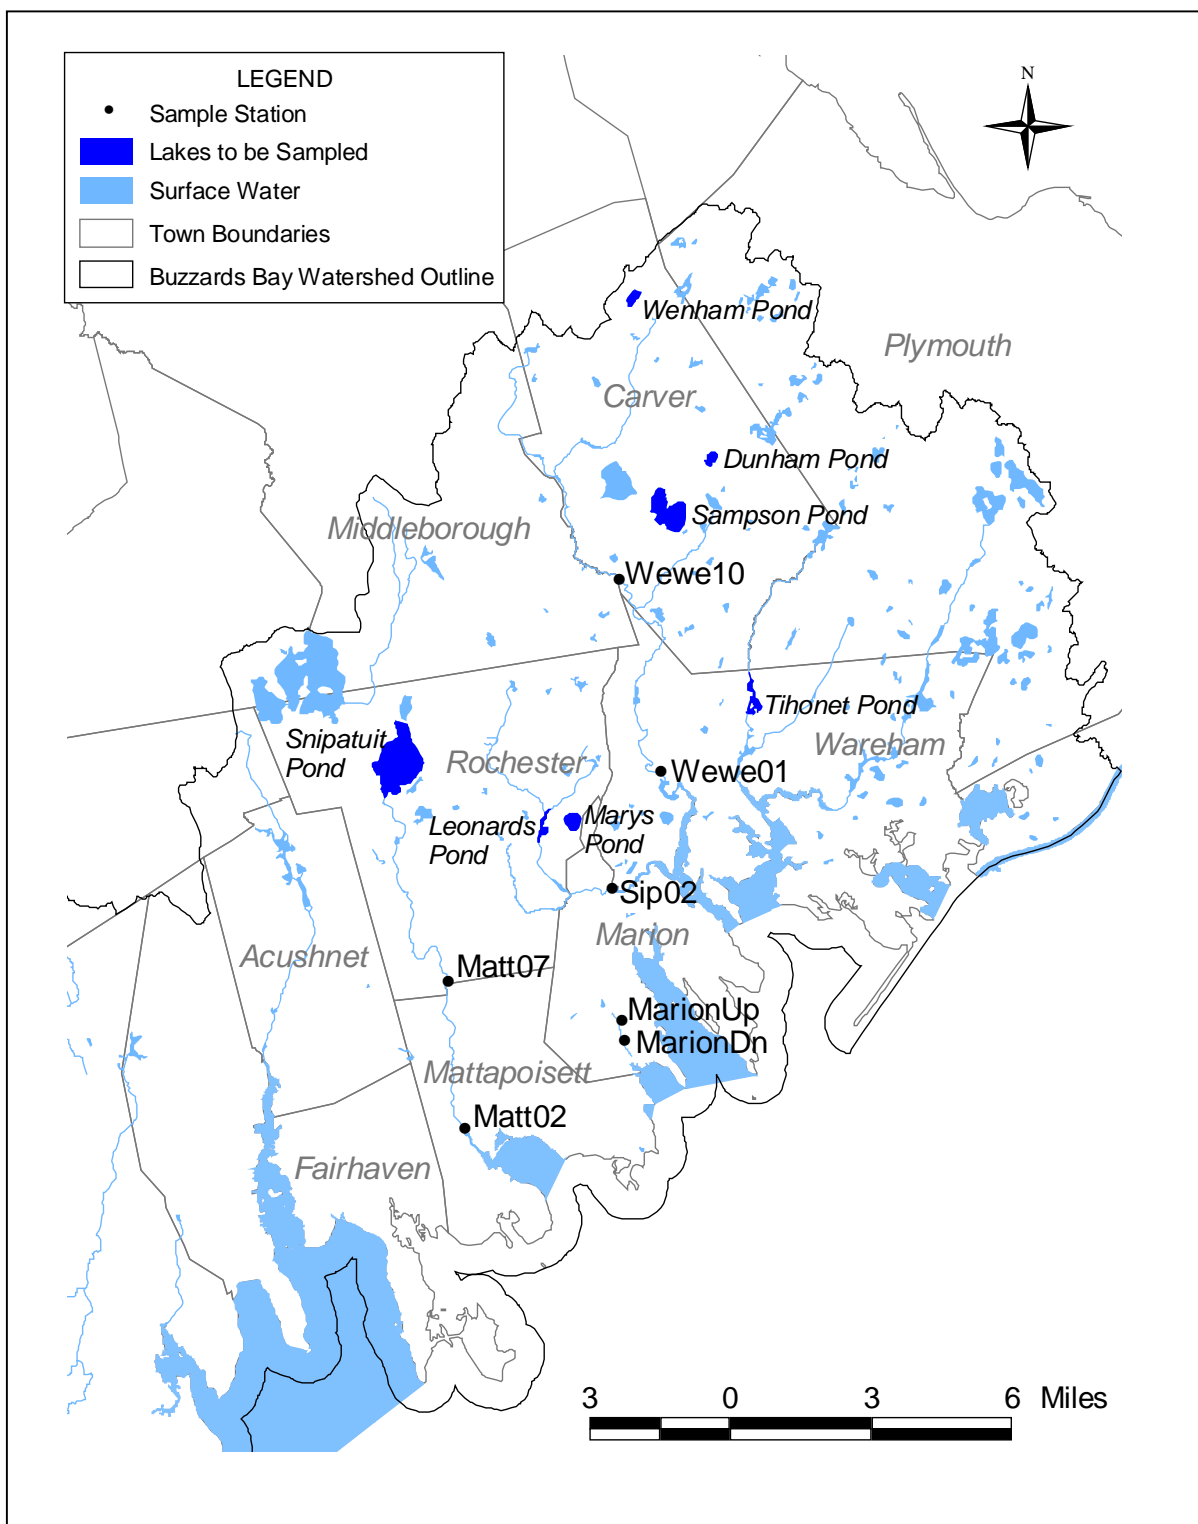 LEGEND
Sample Station
Lakes to be Sampled
Surface Water
Town Boundaries
Buzzards Bay Watershed Outline
N
Wenham Pond
Plymouth
Carver
Dunham Pond
Sampson Pond
Middleborough
Wewe10
Tihonet Pond
Snipatuit
Pond
Rochester
Wareham
Wewe01
Leonards
Pond
Marys
Pond
Sip02
Marion
Acushnet
Matt07
MarionUp
MarionDn
Mattapoisett
Matt02
Fairhaven
3 0 3 6 Miles